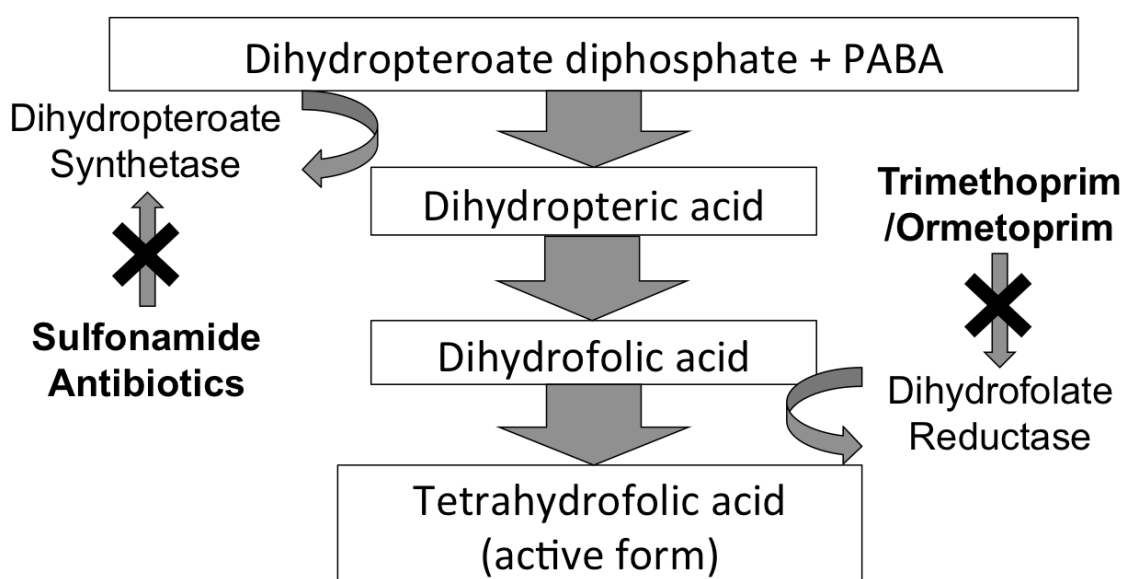 Dihydropteroate diphosphate + PABA
Dihydropteroate
Synthetase
Dihydropteric acid
Trimethoprim
/Ormetoprim
Sulfonamide
Antibiotics
Dihydrofolic acid
Dihydrofolate
Reductase
Tetrahydrofolic acid
(active form)